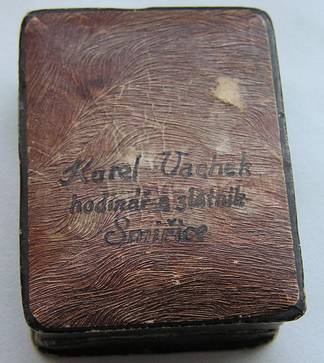 Karel Vachek
hodinář a zlatník
Smiřice